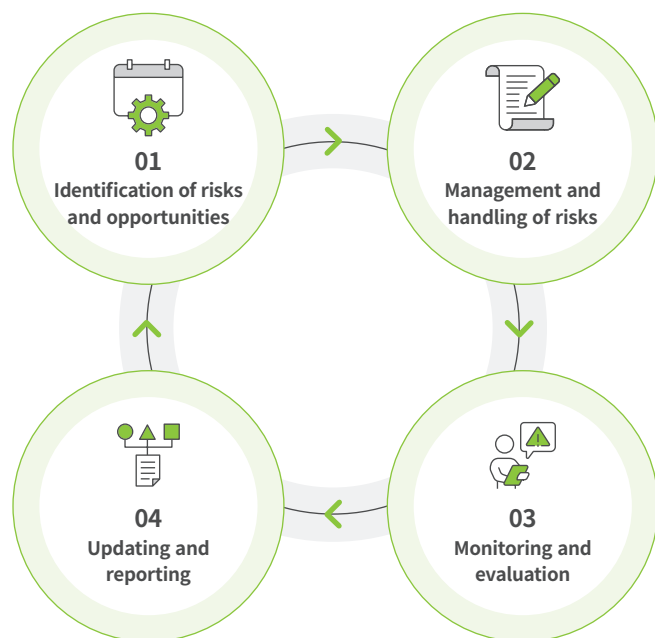 01
Identification of risks
and opportunities
02
Management and
handling of risks
03
Monitoring and
evaluation
04
Updating and
reporting